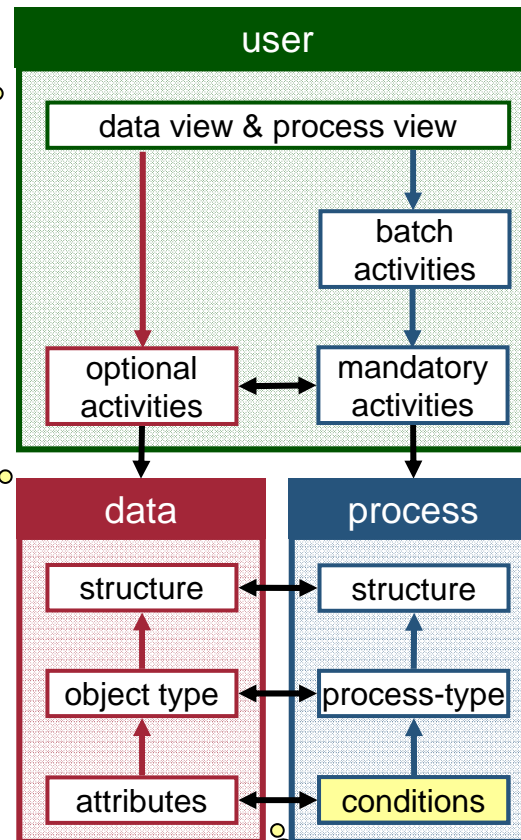 user
data view & process view
batch
activities
optional
activities
mandatory
activities
data
process
structure
structure
object type
process-type
attributes
conditions